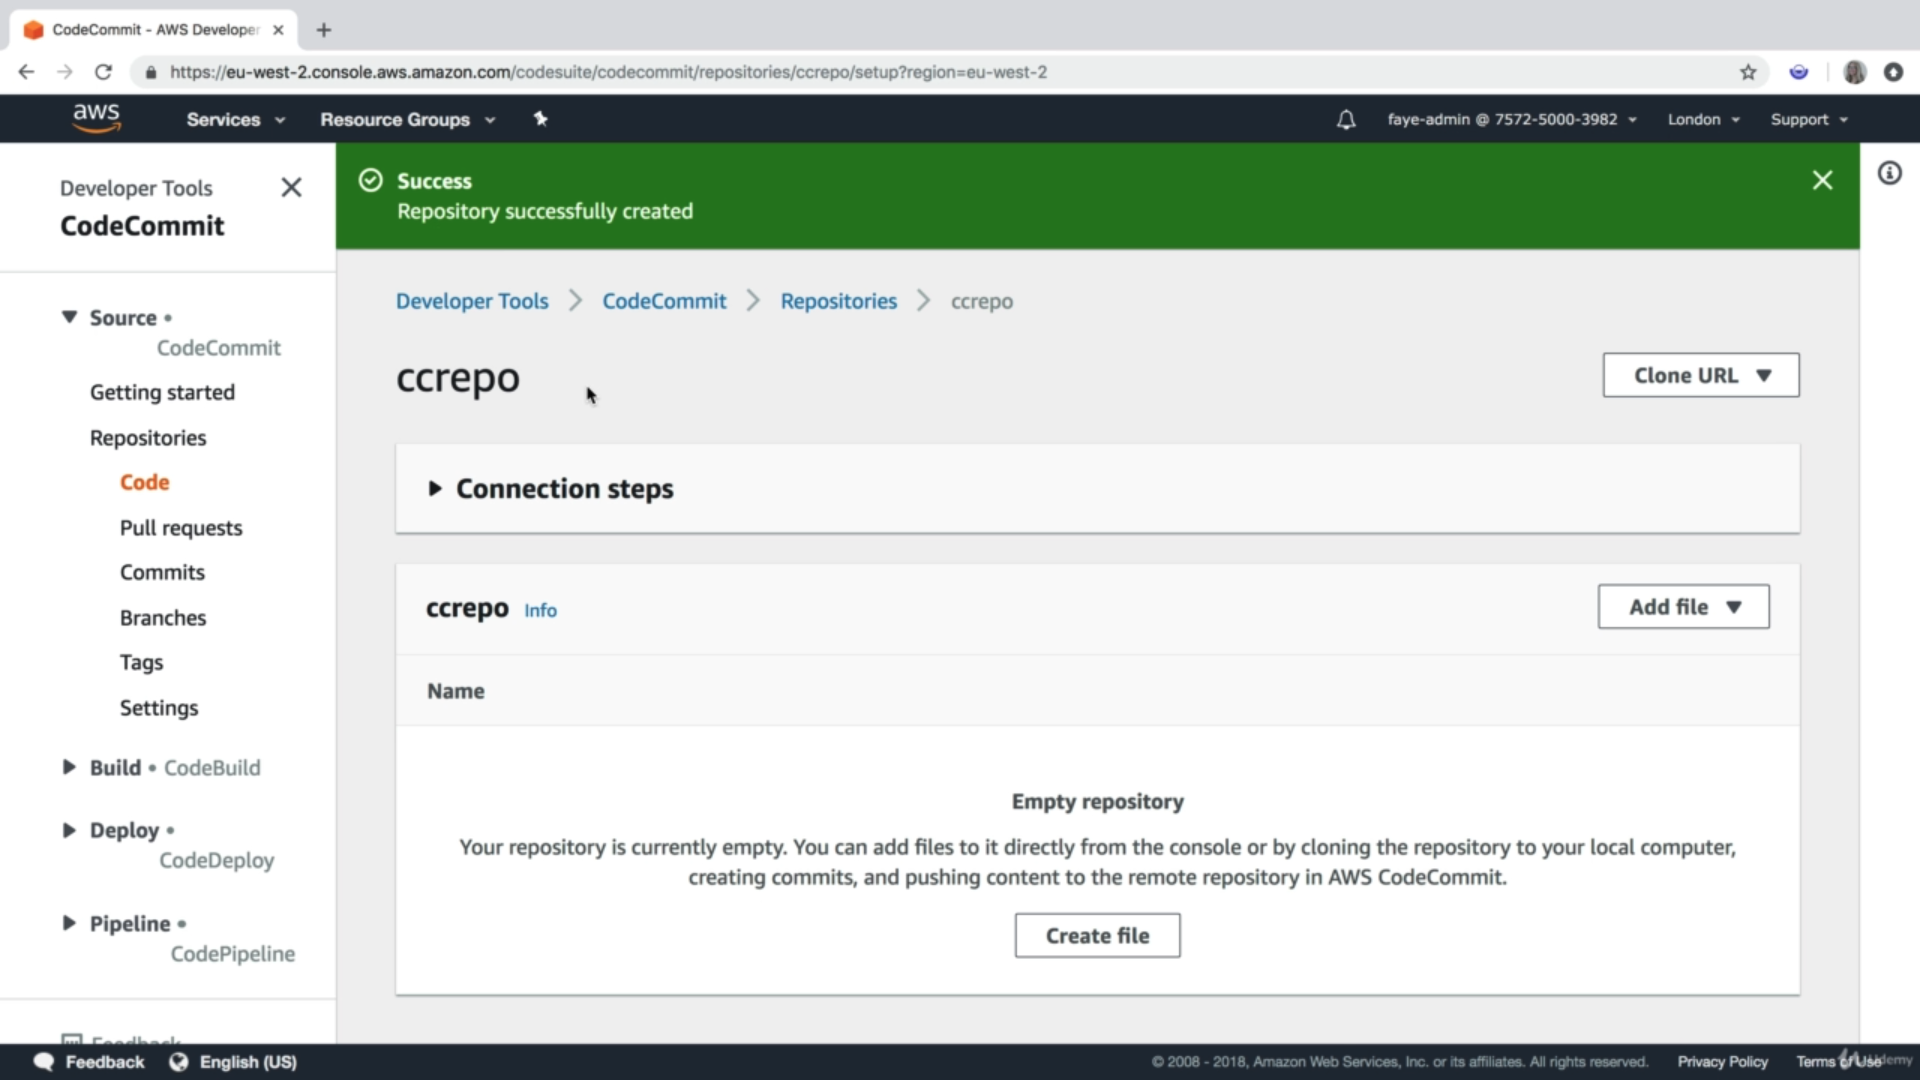 CodeCommit - AWS Developer
https://eu-west-2.console.aws.amazon.com/codesuite/codecommit/repositories/ccrepo/setup?region=eu-west-2
aws
Services
Resource Groups
faye-admin @ 7572-5000-3982
London
Support
Developer Tools
CodeCommit
Source •
CodeCommit
Getting started
Repositories
Code
Pull requests
Commits
Branches
Tags
Settings
Build • CodeBuild
Deploy •
CodeDeploy
Pipeline •
CodePipeline
Feedback
Success
Repository successfully created
Developer Tools > CodeCommit > Repositories > ccrepo
ccrepo
Clone URL
Connection steps
ccrepo Info
Add file
Name
Empty repository
Your repository is currently empty. You can add files to it directly from the console or by cloning the repository to your local computer,
creating commits, and pushing content to the remote repository in AWS CodeCommit.
Create file
Feedback
English (US)
© 2008 - 2018, Amazon Web Services, Inc. or its affiliates. All rights reserved.
Privacy Policy
Terms of Use
Udemy